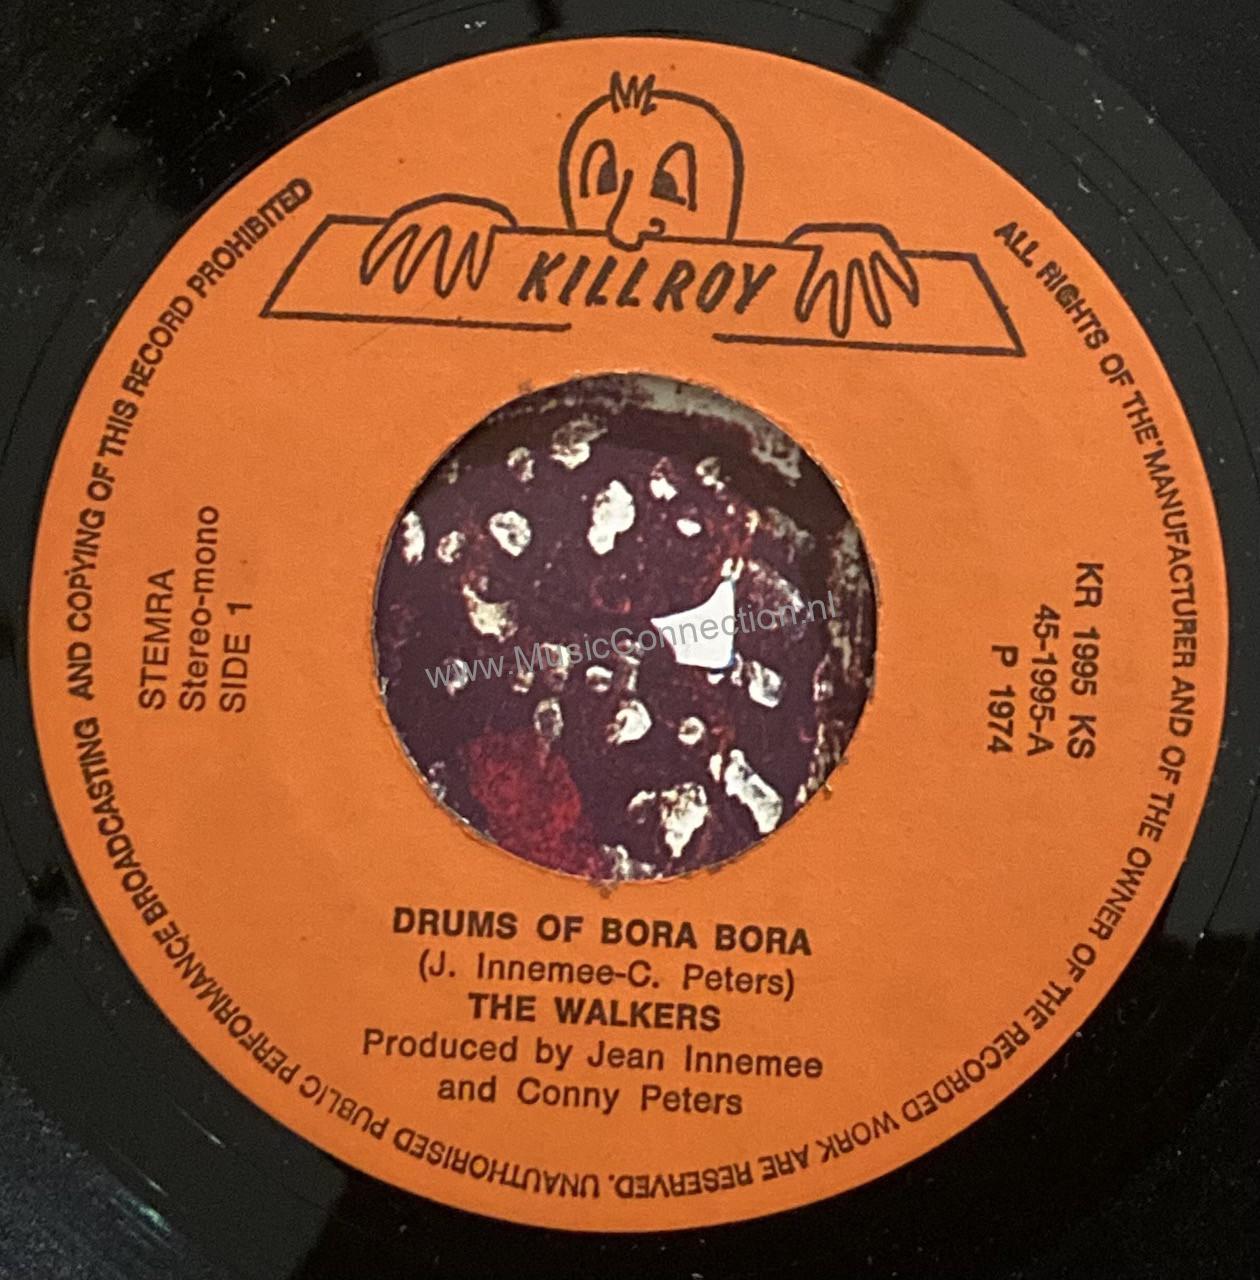 KILLROY
ALL RIGHTS OF THE MANUFACTURER AND OF THE OWNER OF THE RECORDED WORK ARE RESERVED. UNAUTHORISED PUBLIC PERFORMANCE BROADCASTING AND COPYING OF THIS RECORD PROHIBITED
STEMRA
Stereo-mono
SIDE 1
KR 1995 KS
45-1995-A
P 1974
www.MusicConnection.nl
DRUMS OF BORA BORA
(J. Innemee-C. Peters)
THE WALKERS
Produced by Jean Innemee
and Conny Peters